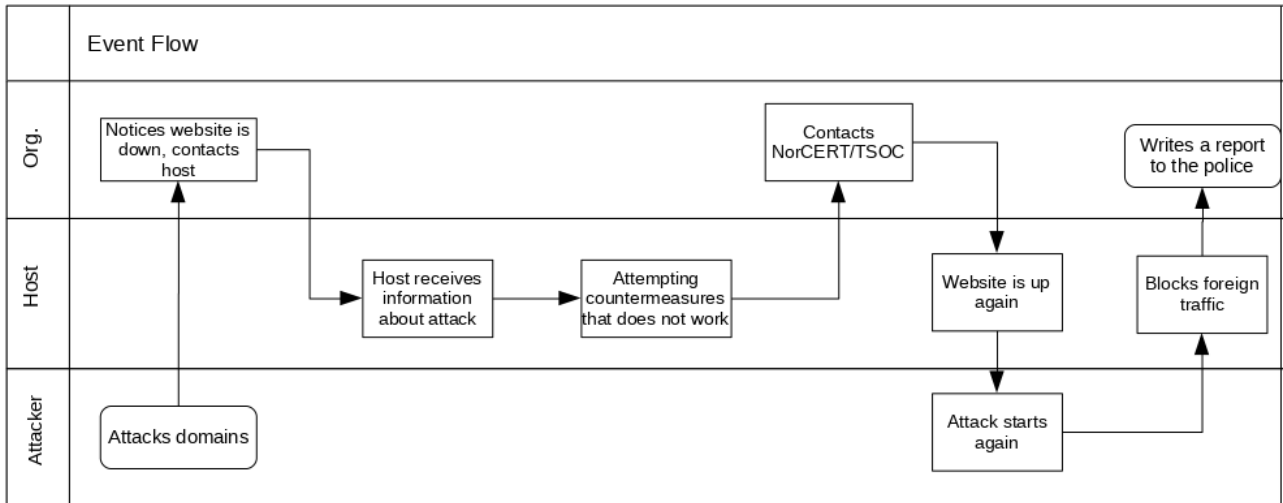 Event Flow
Org.
Notices website is
down, contacts
host
Contacts
NorCERT/TSOC
Writes a report
to the police
Host
Host receives
information
about attack
Attempting
countermeasures
that does not work
Website is up
again
Blocks foreign
traffic
Attacker
Attacks domains
Attack starts
again